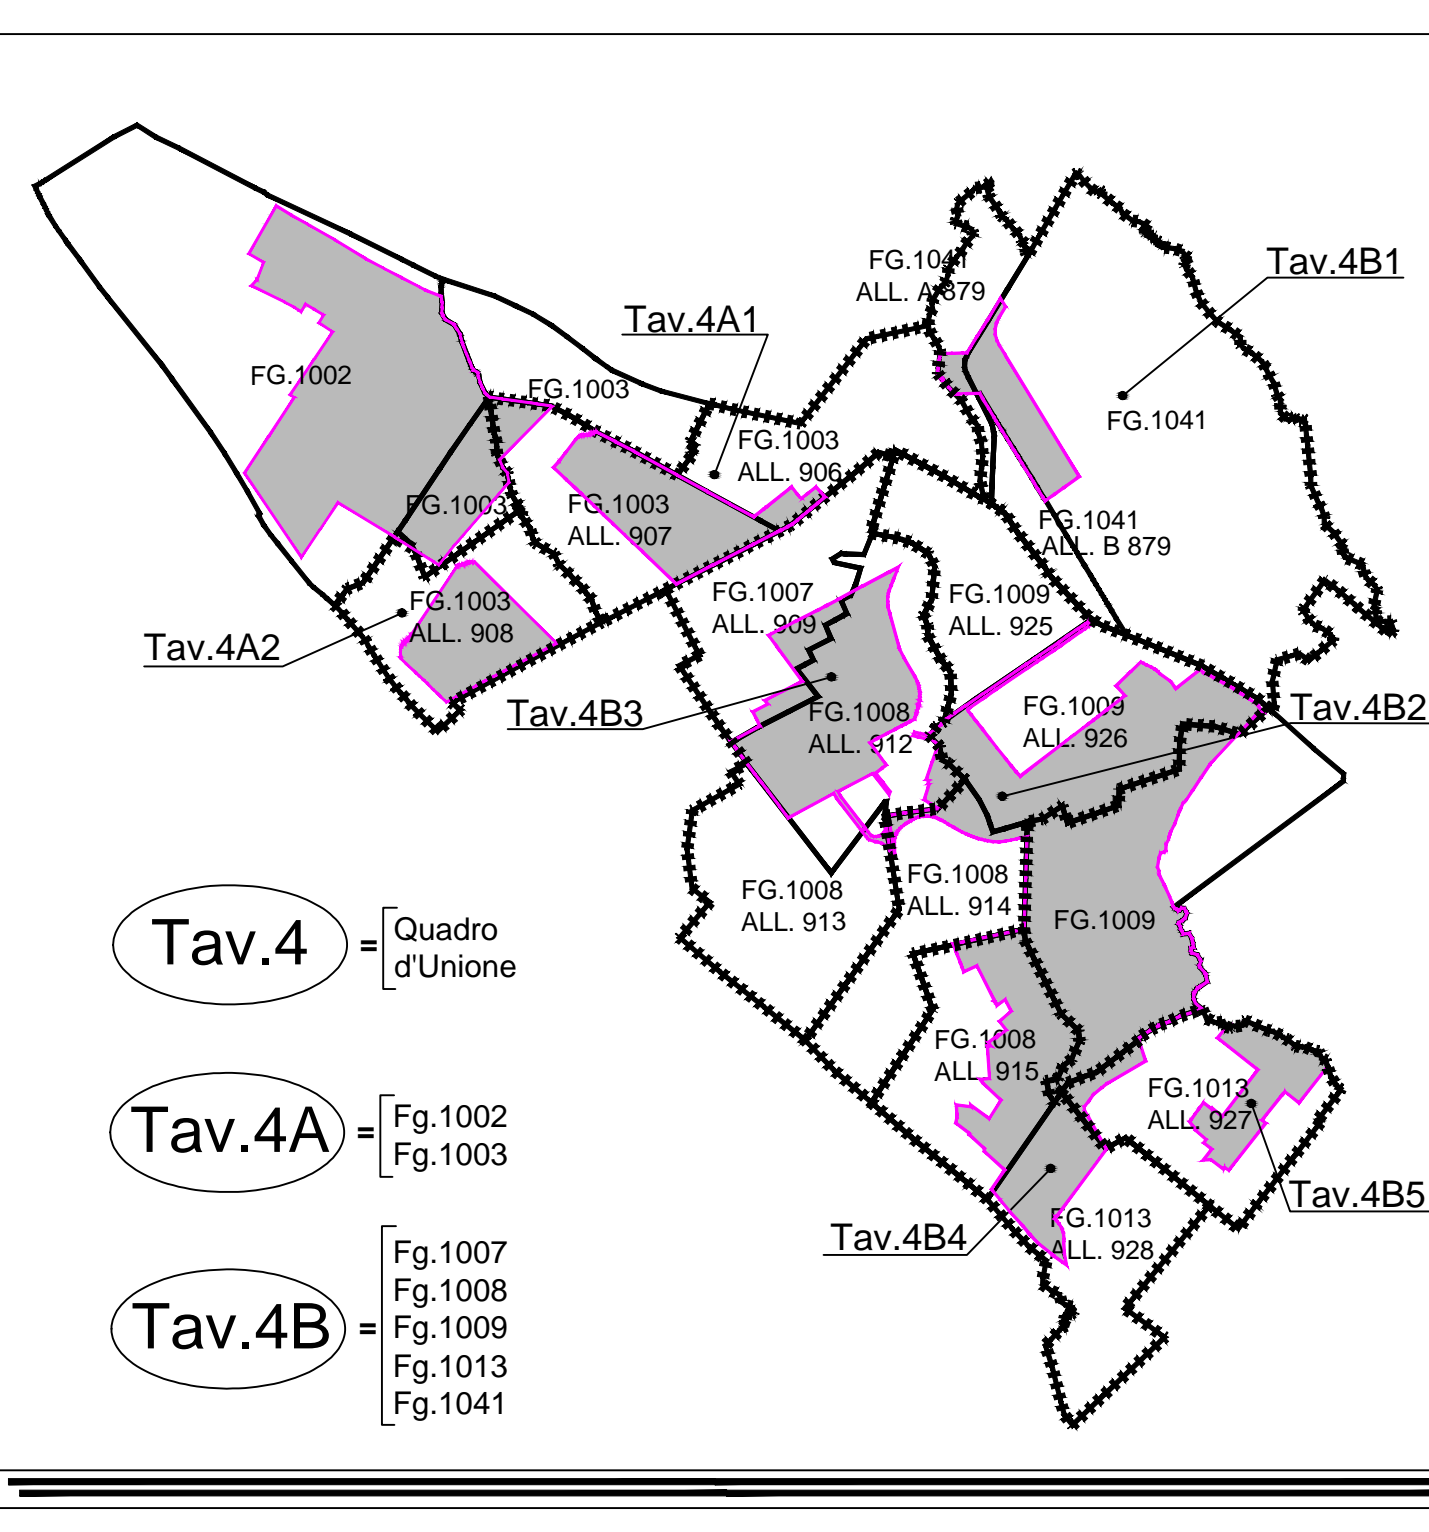 FG.1041
ALL. A 879
Tav.4B1
Tav.4A1
FG.1002
FG.1003
FG.1041
FG.1003
ALL. 906
FG.1003
FG.1003
ALL. 907
FG.1041
ALL. B 879
FG.1007
ALL. 909
FG.1009
ALL. 925
FG.1003
ALL. 908
Tav.4A2
Tav.4B3
FG.1008
ALL. 912
FG.1009
ALL. 926
Tav.4B2
FG.1008
ALL. 913
FG.1008
ALL. 914
FG.1009
Tav.4
=
Quadro
d'Unione
FG.1008
ALL. 915
FG.1013
ALL. 927
Tav.4A
=
Fg.1002
Fg.1003
Tav.4B5
Tav.4B4
FG.1013
ALL. 928
Tav.4B
=
Fg.1007
Fg.1008
Fg.1009
Fg.1013
Fg.1041